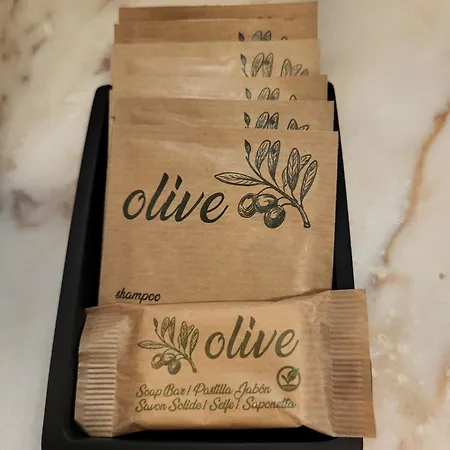 olive
shampoo
olive
Soap Bar / Pastilla Jabón
Savon Solide / Seife / Saponetta